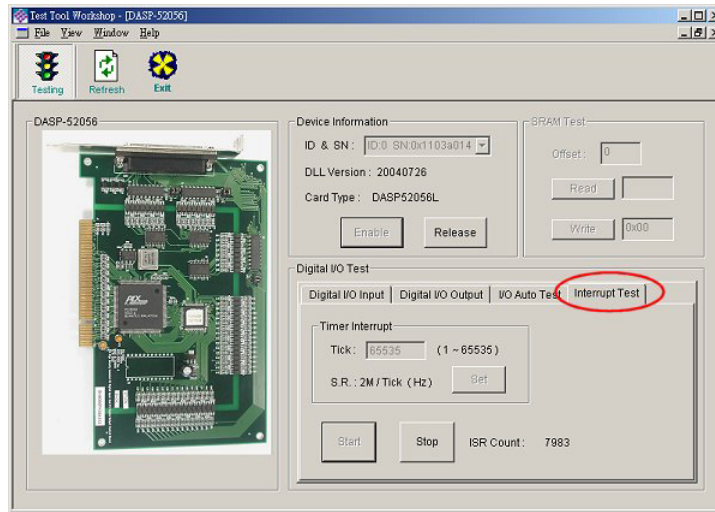 Test Tool Workshop - [DASP-52056]
File View Window Help
Testing Refresh Exit
DASP-52056
PLX
Device Information
ID & SN : ID:0 SN:0x1103a014
DLL Version : 20040726
Card Type : DASP52056L
Enable Release
SRAM Test
Offset : 0
Read
Write 0x00
Digital I/O Test
Digital I/O Input Digital I/O Output I/O Auto Test Interrupt Test
Timer Interrupt
Tick : 65535 ( 1 ~ 65535 )
S.R. : 2M / Tick ( Hz ) Set
Start Stop ISR Count : 7983